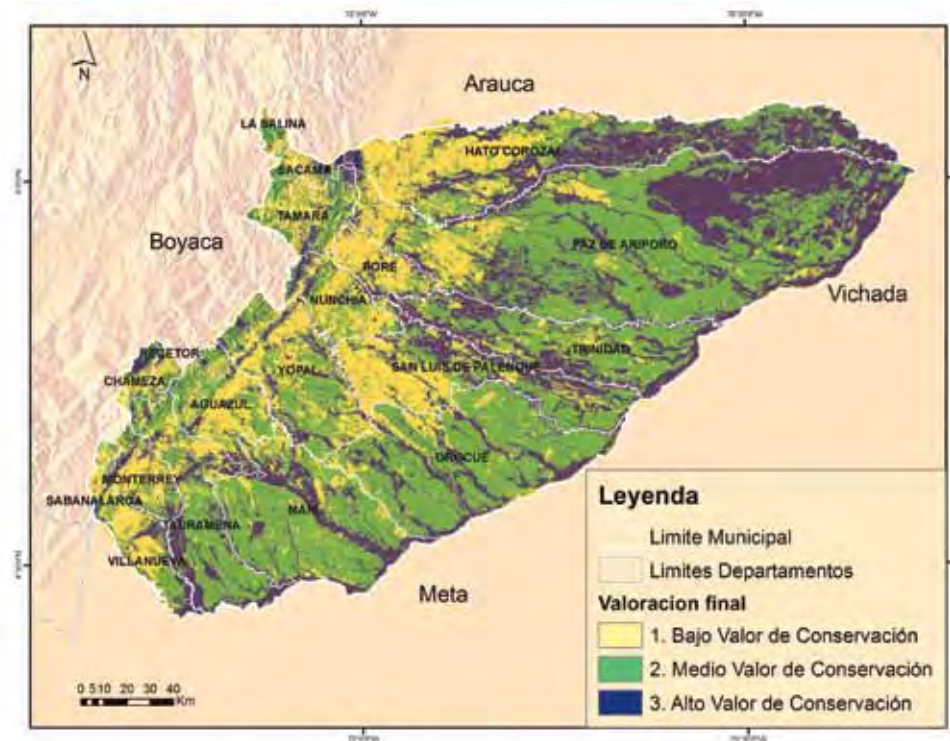 N
Arauca
LA SALINA
HATO COROZAL
SACAMA
TAMARA
Boyaca
PAZ DE ARIPORO
PORE
Vichada
NUNCHIA
TRINIDAD
RECETOR
SAN LUIS DE PALENQUE
YOPAL
CHAMEZA
AGUAZUL
OROCUE
MONTERREY
SABANALARGA
MANI
TAURAMENA
VILLANUEVA
Meta
Leyenda
Limite Municipal
Limites Departamentos
Valoracion final
1. Bajo Valor de Conservación
2. Medio Valor de Conservación
3. Alto Valor de Conservación
0 5 10 20 30 40
Km